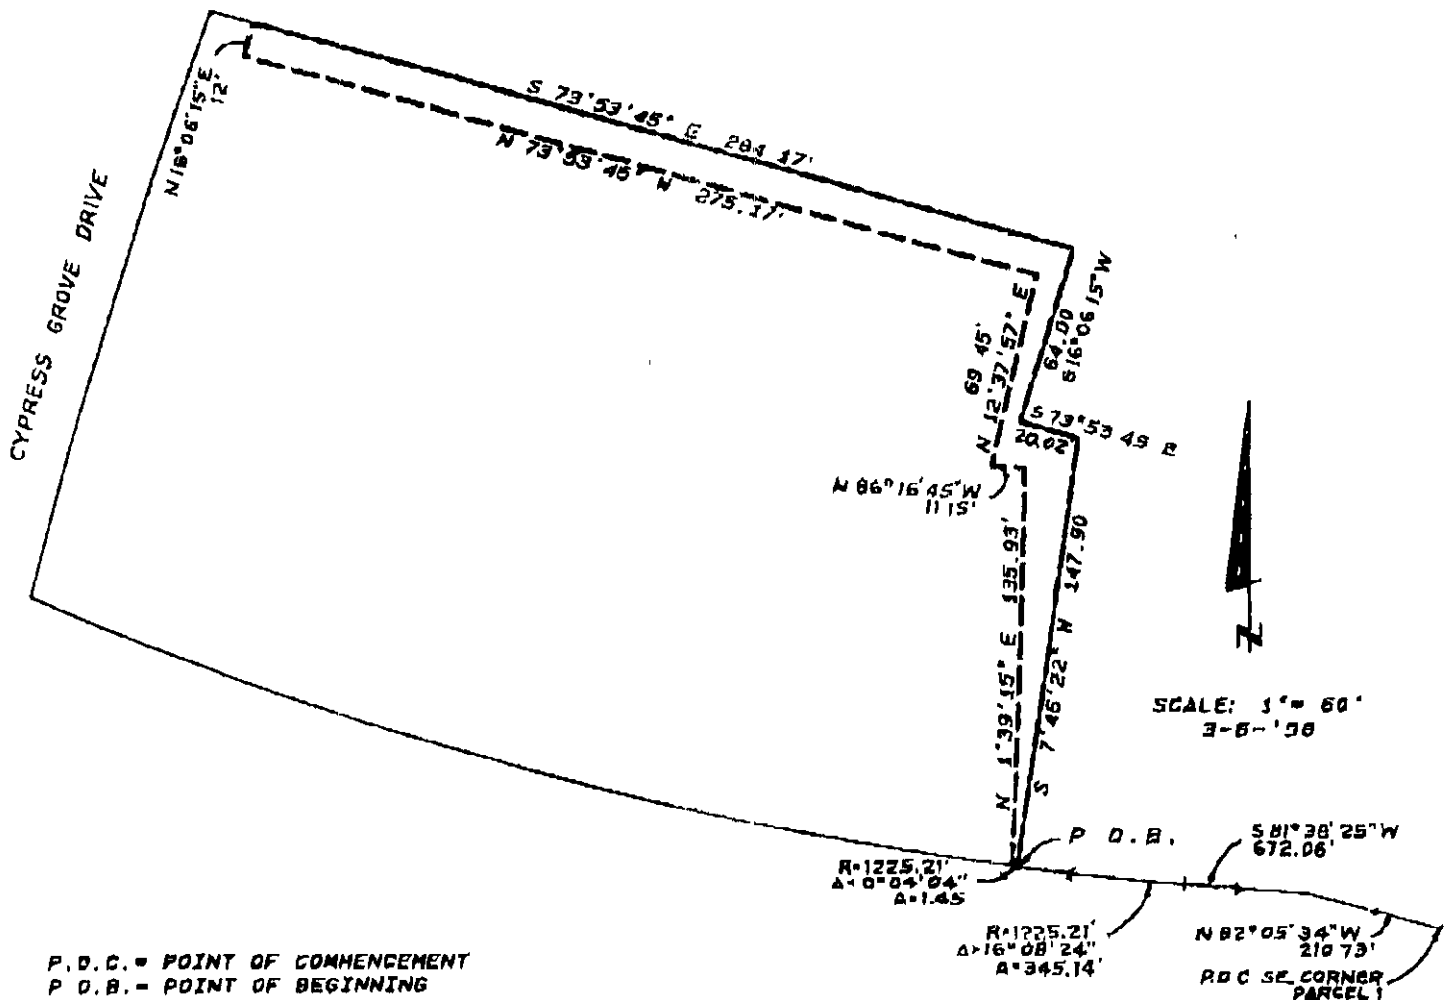 S 73°53'45" E 284.17'
N 73°53'45" W 275.17'
N 16°06'15" E
12'
CYPRESS GROVE DRIVE
64.00
S16°06'15"W
69.45'
N 12°37'57" E
S 73°53'49 E
20.02
N 86°16'45"W
11.15'
N 1°39'15" E 135.93'
S 7°46'22" W 147.90
SCALE: 1"= 60'
P.O.B.
S 81°38'25"W
672.06'
R=1225.21'
Δ=0°04'04"
A=1.45
R=1225.21'
Δ=16°08'24"
A=345.14'
N 82°05'34"W
210.73'
P.O.C. SE CORNER
PARCEL 1
P.O.C.= POINT OF COMMENCEMENT
P.O.B.= POINT OF BEGINNING